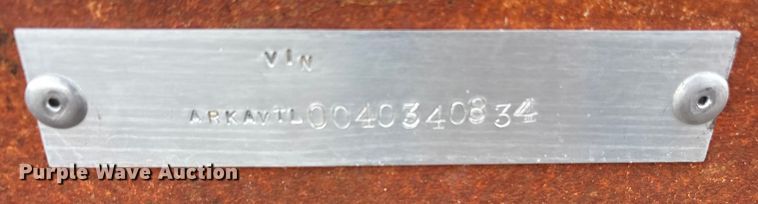 VIN
ARKAVTL0040340834
Purple Wave Auction